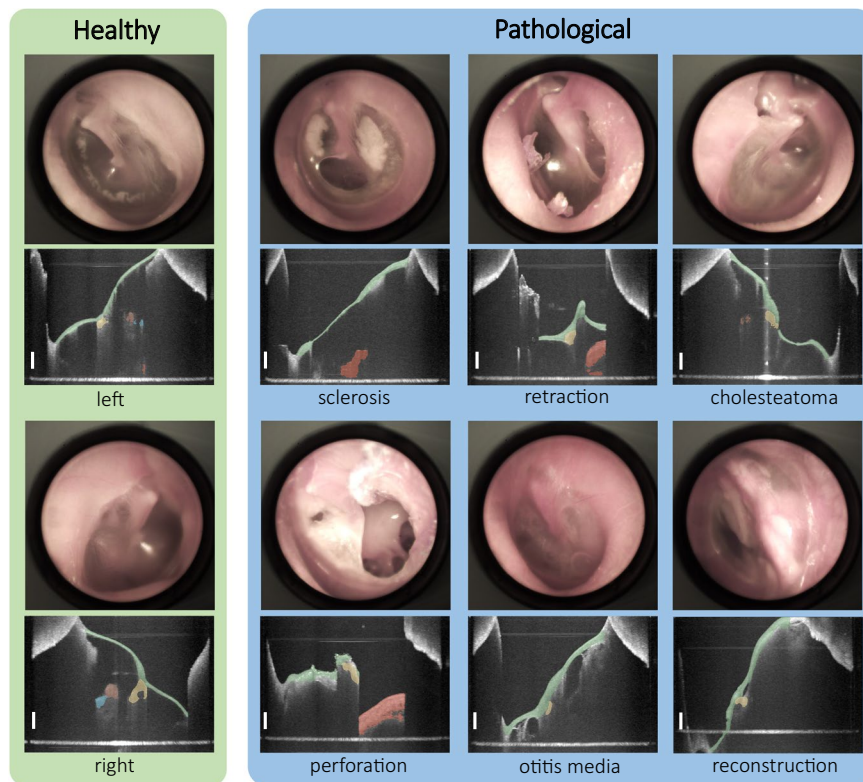 Healthy
Pathological
left
sclerosis
retraction
cholesteatoma
right
perforation
otitis media
reconstruction